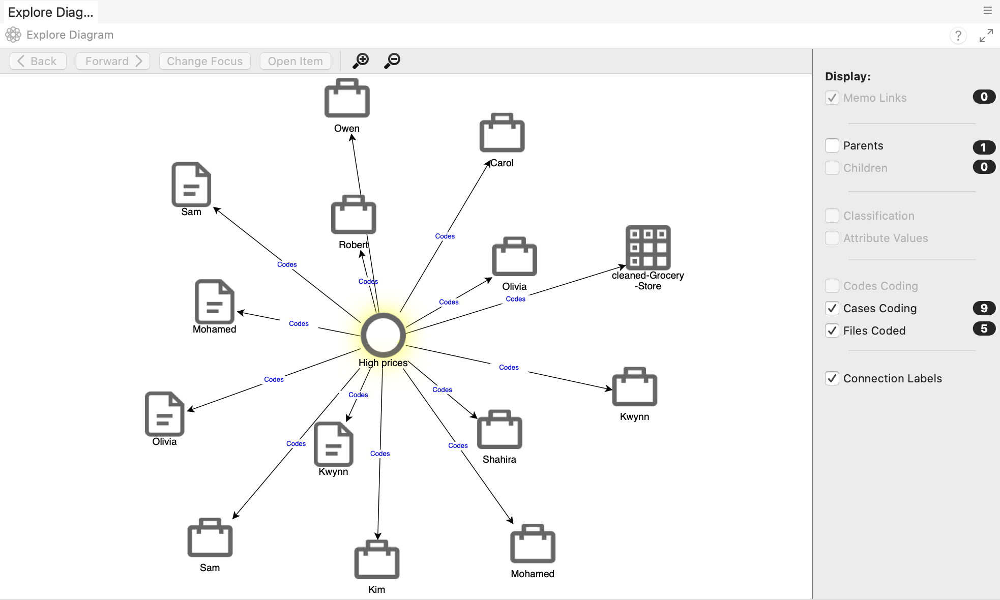 Explore Diag...
Explore Diagram
?
Back
Forward
Change Focus
Open Item
Display:
Memo Links 0
Parents 1
Children 0
Classification
Attribute Values
Codes Coding
Cases Coding 9
Files Coded 5
Connection Labels
Owen
Carol
Sam
Codes
Robert
Codes
cleaned-Grocery
-Store
Codes
Codes
Olivia
Codes
Codes
Codes
Mohamed
High prices
Codes
Codes
Codes
Codes
Kwynn
Olivia
Codes
Codes
Codes
Shahira
Kwynn
Sam
Mohamed
Kim